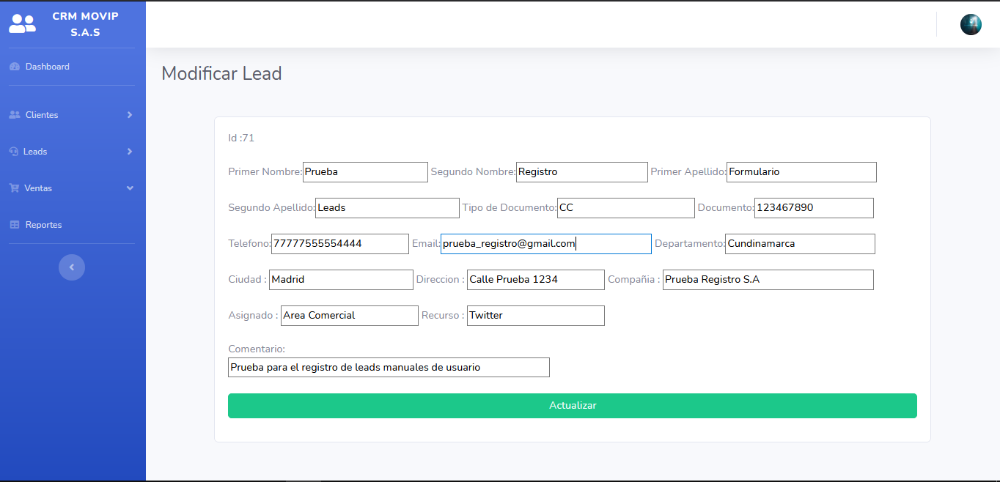 CRM MOVIP
S.A.S
Dashboard
Clientes
Leads
Ventas
Reportes
Modificar Lead
Id :71
Primer Nombre: Prueba Segundo Nombre: Registro Primer Apellido: Formulario
Segundo Apellido: Leads Tipo de Documento: CC Documento: 123467890
Telefono: 77777555554444 Email: prueba_registro@gmail.com Departamento: Cundinamarca
Ciudad : Madrid Direccion : Calle Prueba 1234 Compañia : Prueba Registro S.A
Asignado : Area Comercial Recurso : Twitter
Comentario:
Prueba para el registro de leads manuales de usuario
Actualizar